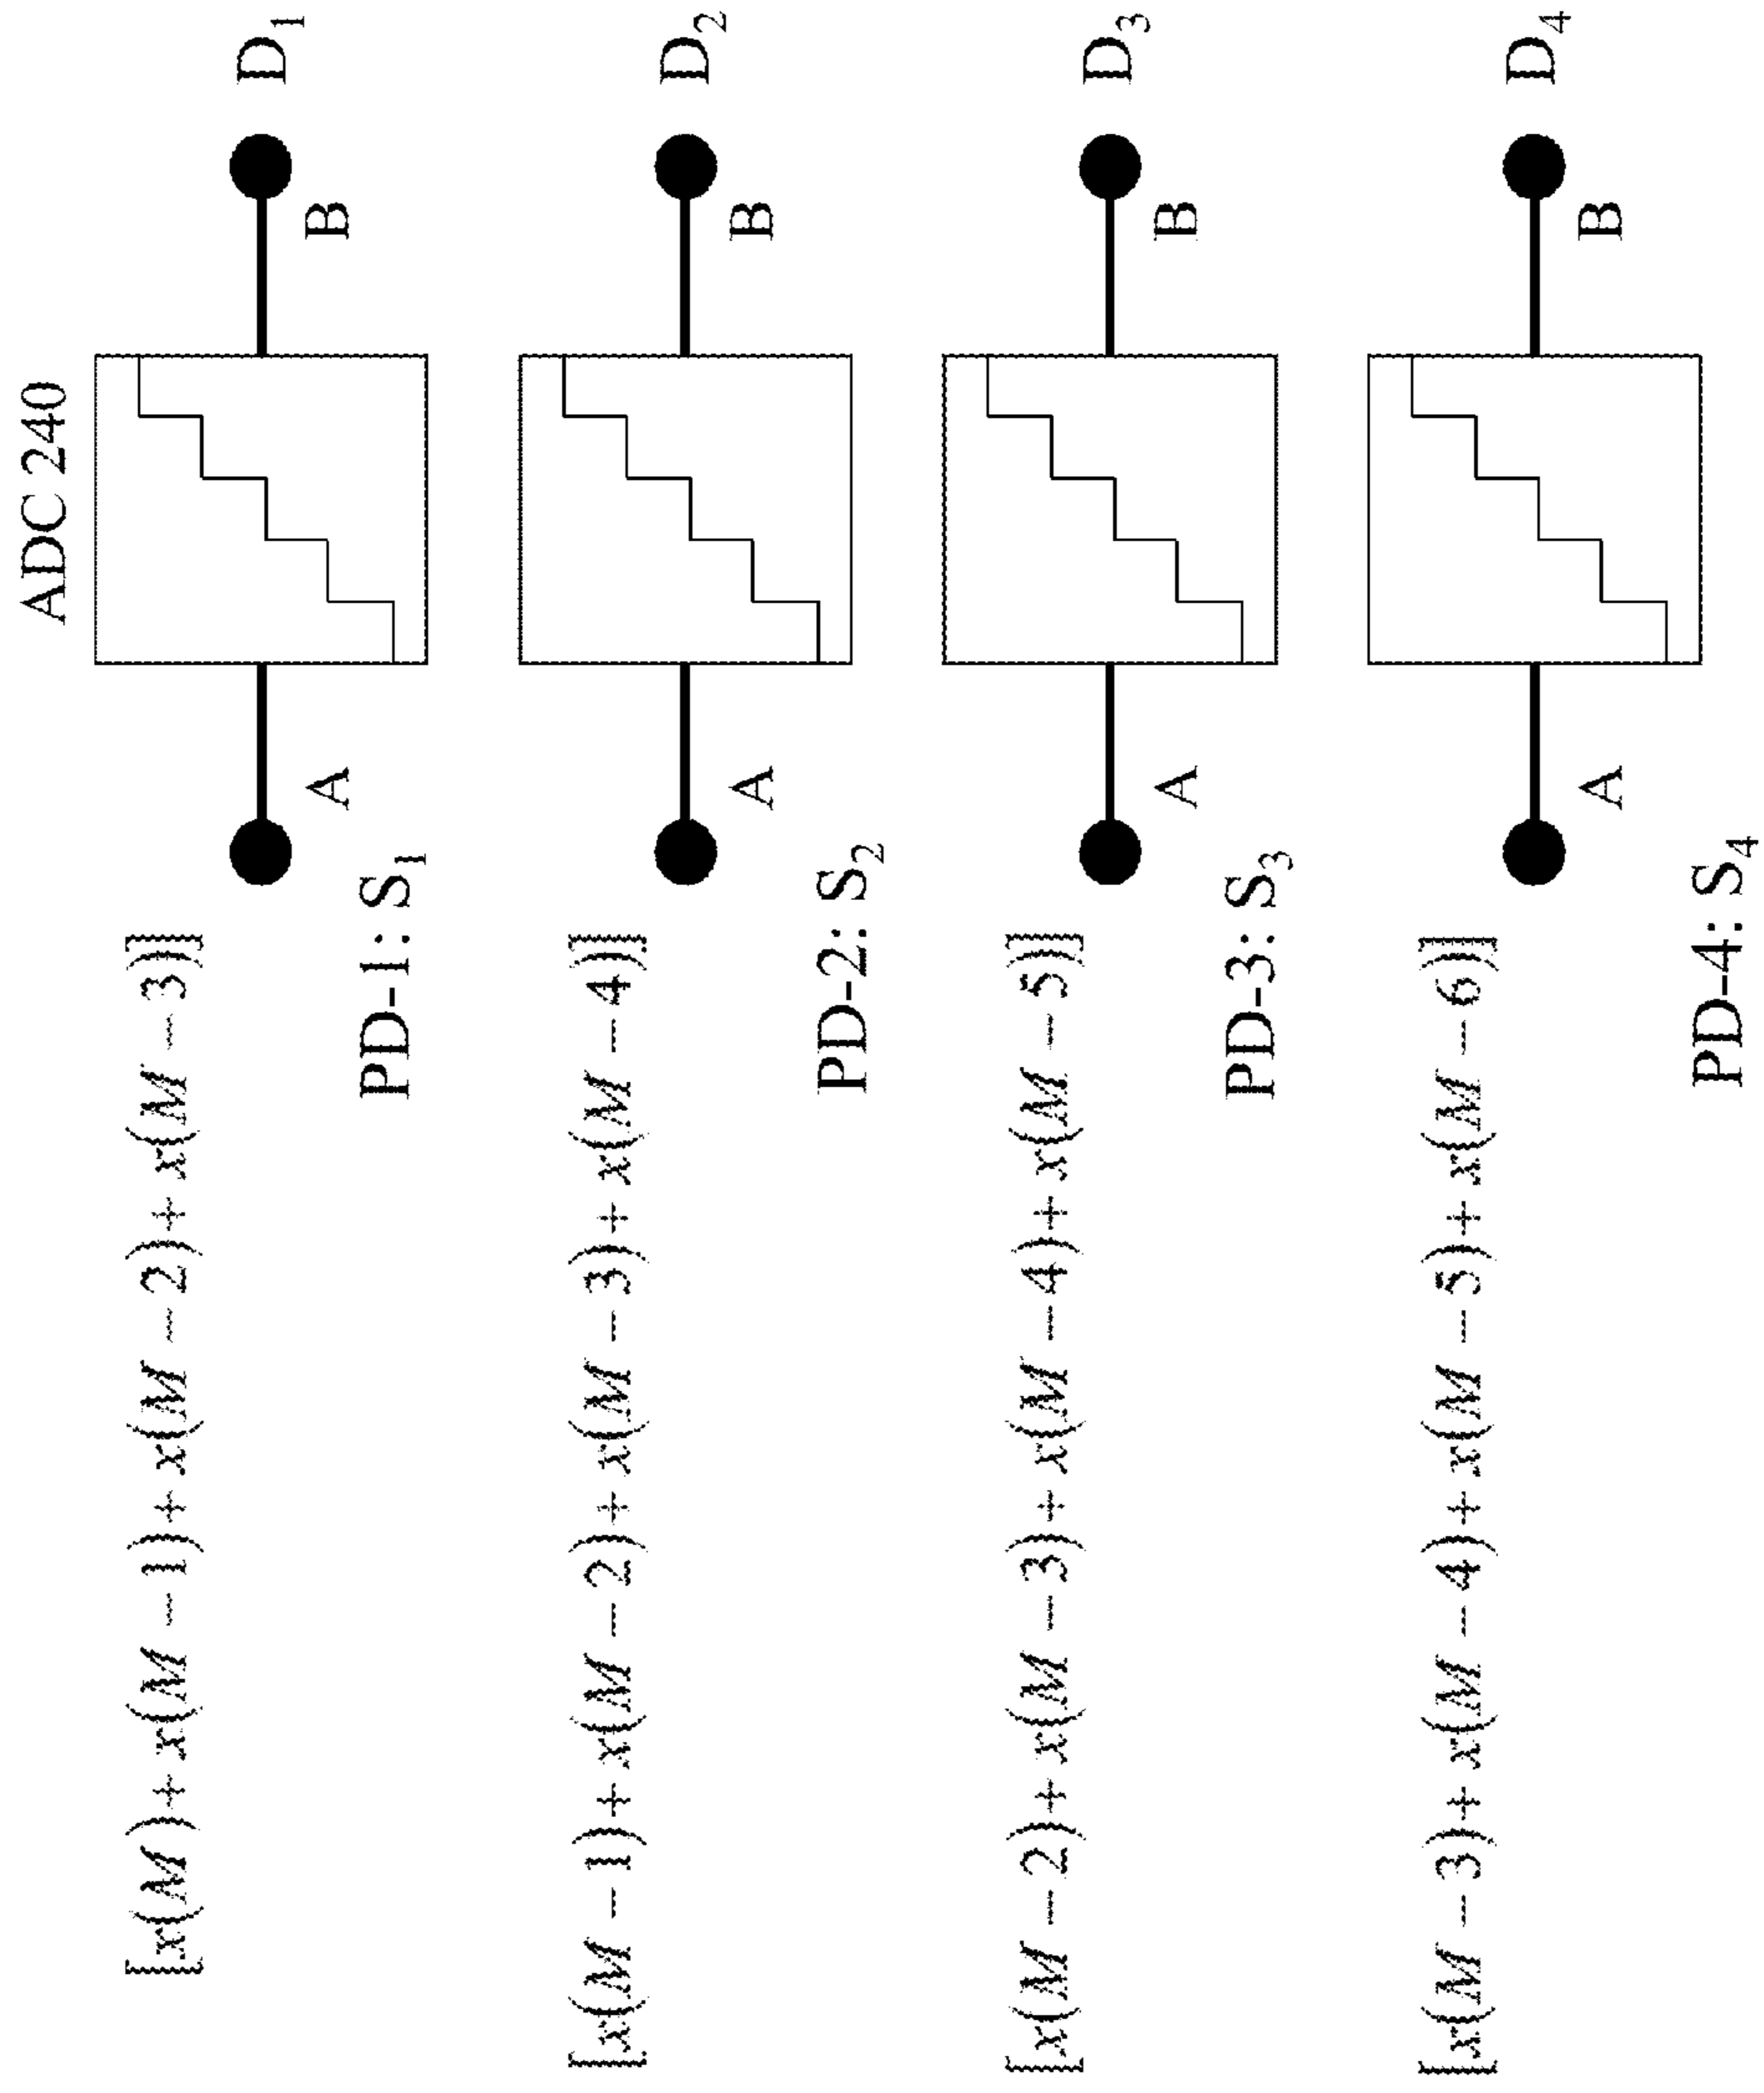 ADC 240
[x(M)+ x(M − 1)+ x(M − 2)+ x(M − 3)]
A
B
D₁
PD-1: S₁
[x(M − 1)+ x(M − 2)+ x(M − 3)+ x(M − 4)]
A
B
D₂
PD-2: S₂
[x(M − 2)+ x(M − 3)+ x(M − 4)+ x(M − 5)]
A
B
D₃
PD-3: S₃
[x(M − 3)+ x(M − 4)+ x(M − 5)+ x(M − 6)]
A
B
D₄
PD-4: S₄